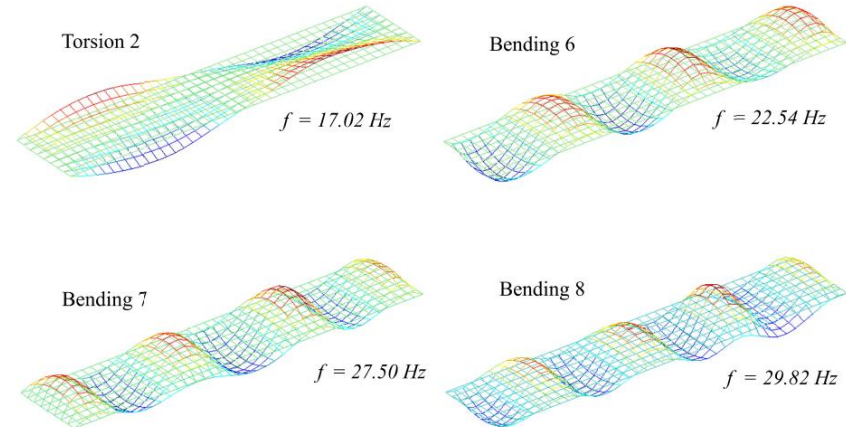 Torsion 2
f = 17.02 Hz
Bending 6
f = 22.54 Hz
Bending 7
f = 27.50 Hz
Bending 8
f = 29.82 Hz